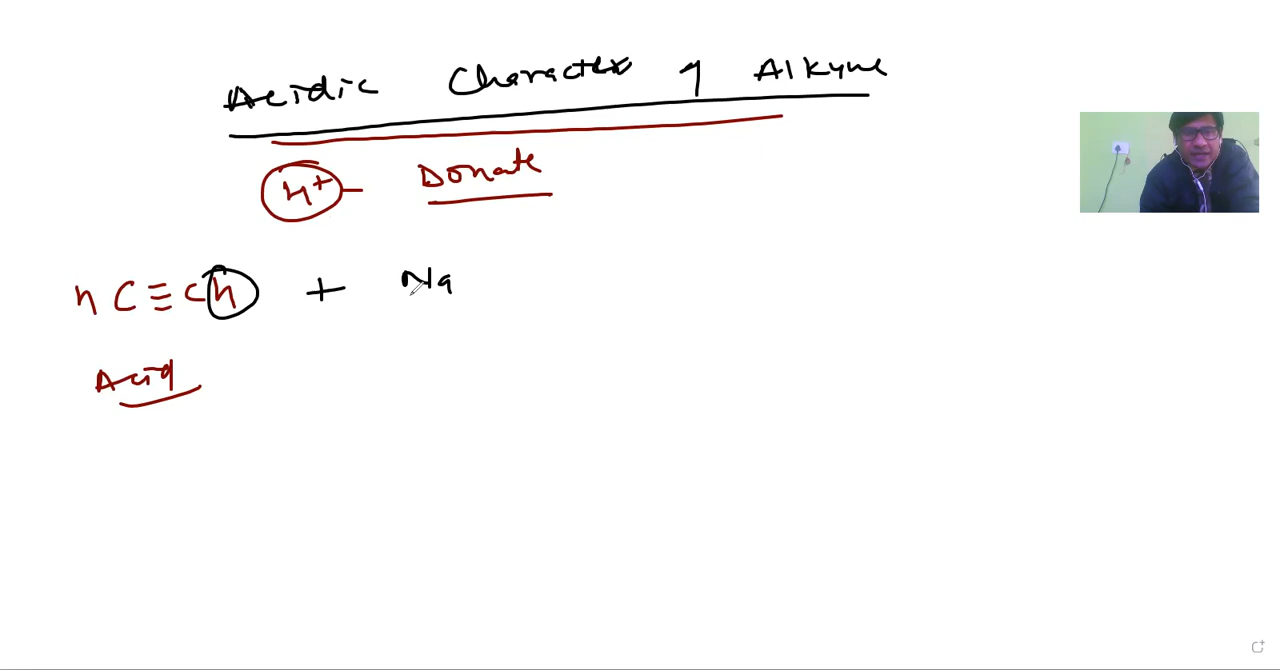 Acidic Character of Alkyne
H+ - Donate
HC≡CH + Na
Acid